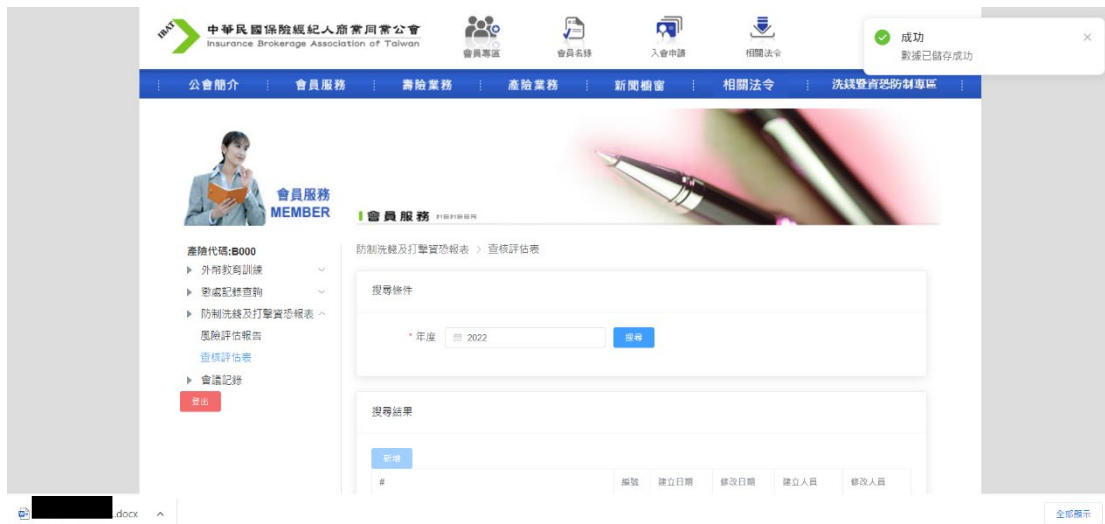 IBAT
中華民國保險經紀人商業同業公會
Insurance Brokerage Association of Taiwan
會員專區
會員名錄
入會申請
相關法令
成功
數據已儲存成功
公會簡介
會員服務
壽險業務
產險業務
新聞櫥窗
相關法令
洗錢暨資恐防制專區
會員服務
MEMBER
會員服務 MEMBER
產險代碼:B000
外幣教育訓練
懲處記錄查詢
防制洗錢及打擊資恐報表
風險評估報告
查核評估表
會議記錄
登出
防制洗錢及打擊資恐報表 > 查核評估表
搜尋條件
* 年度 2022 搜尋
搜尋結果
新增
# 編號 建立日期 修改日期 建立人員 修改人員
.docx
全部顯示